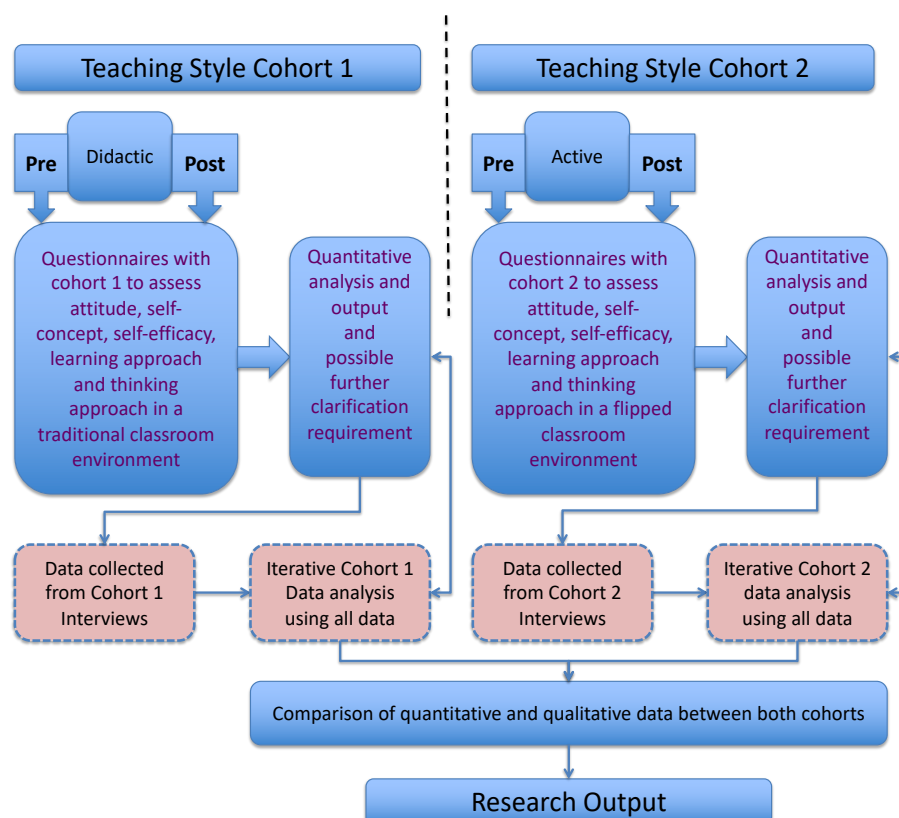 Teaching Style Cohort 1
Pre
Didactic
Post
Questionnaires with
cohort 1 to assess
attitude, self-
concept, self-efficacy,
learning approach
and thinking
approach in a
traditional classroom
environment
Quantitative
analysis and
output
and
possible
further
clarification
requirement
Data collected
from Cohort 1
Interviews
Iterative Cohort 1
Data analysis
using all data
Teaching Style Cohort 2
Pre
Active
Post
Questionnaires with
cohort 2 to assess
attitude, self-
concept, self-efficacy,
learning approach
and thinking
approach in a flipped
classroom
environment
Quantitative
analysis and
output
and
possible
further
clarification
requirement
Data collected
from Cohort 2
Interviews
Iterative Cohort 2
data analysis
using all data
Comparison of quantitative and qualitative data between both cohorts
Research Output